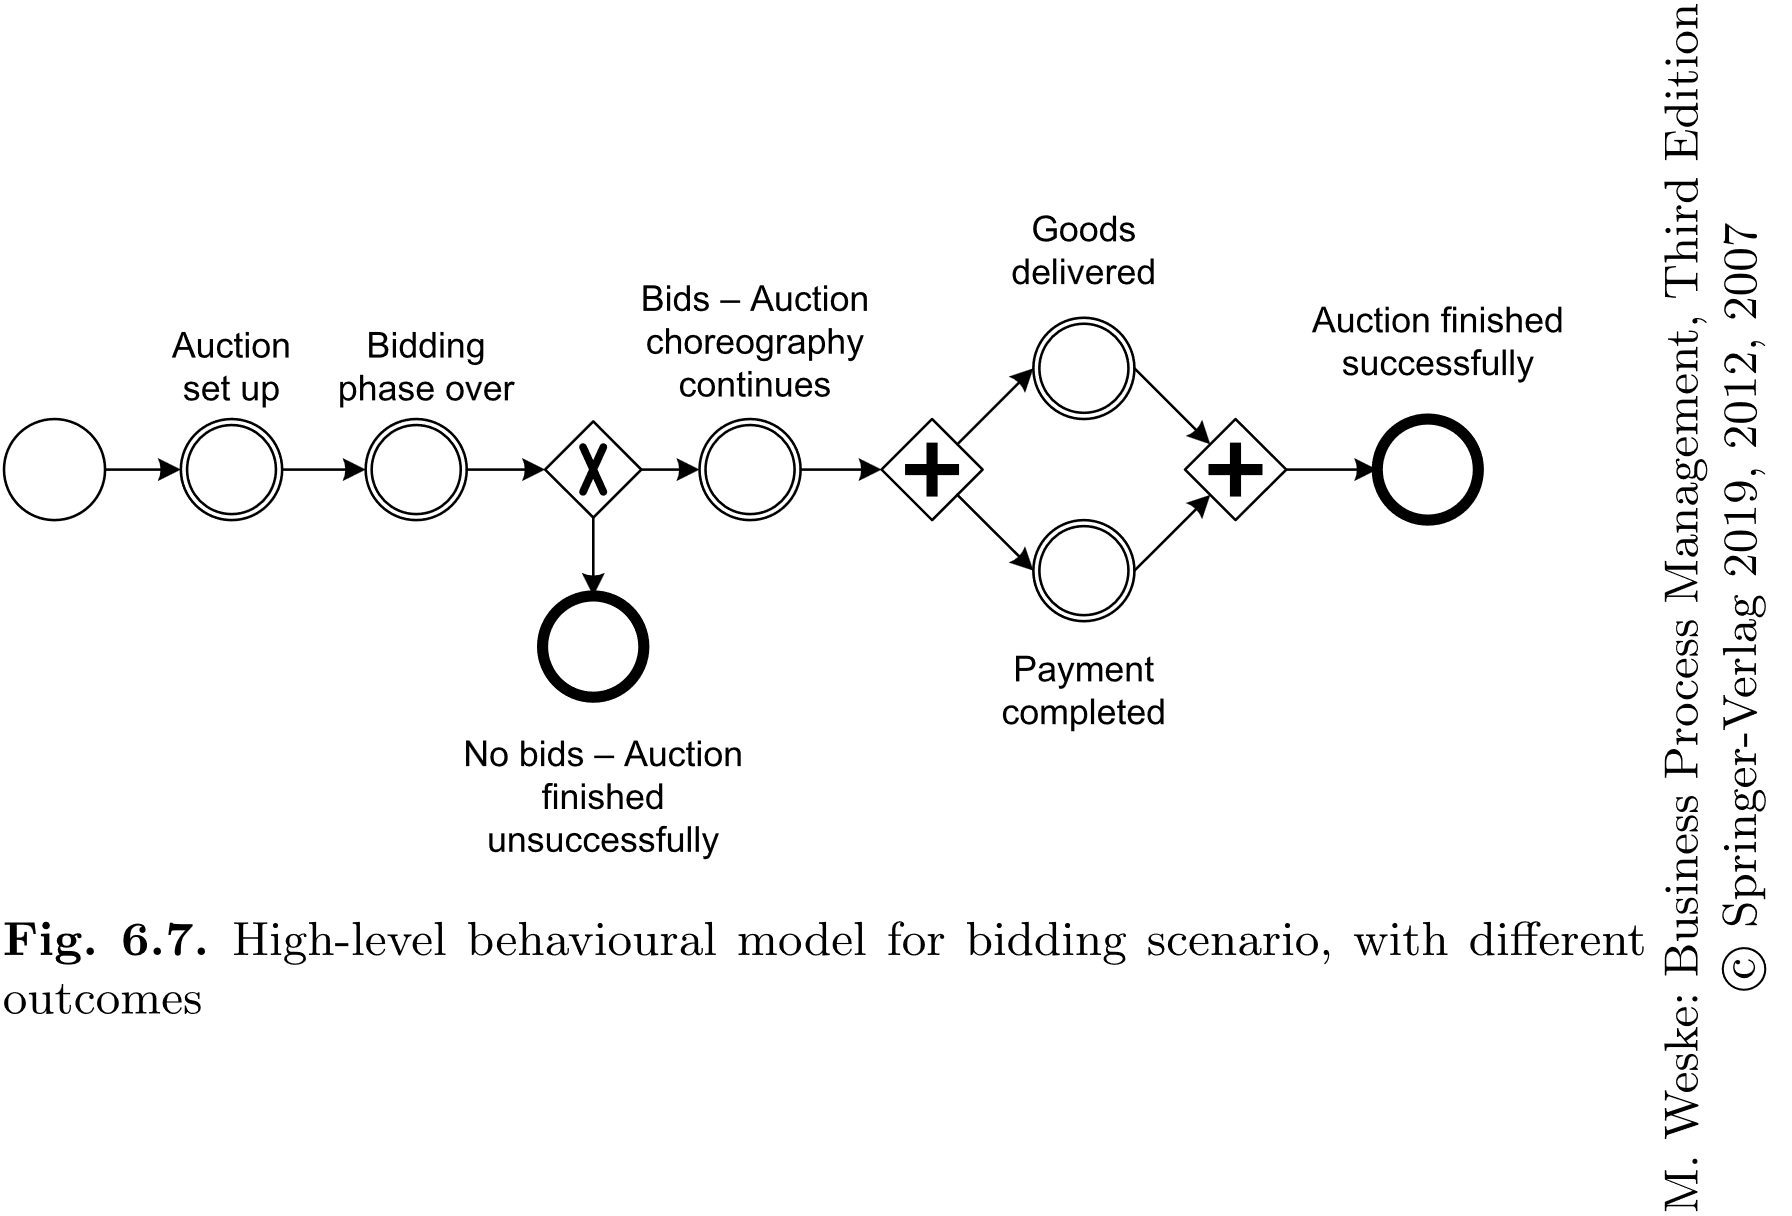 Goods
delivered
Bids – Auction
choreography
continues
Auction finished
successfully
Auction
set up
Bidding
phase over
X
Payment
completed
No bids – Auction
finished
unsuccessfully
Fig. 6.7. High-level behavioural model for bidding scenario, with different
outcomes
M. Weske: Business Process Management, Third Edition
© Springer-Verlag 2019, 2012, 2007